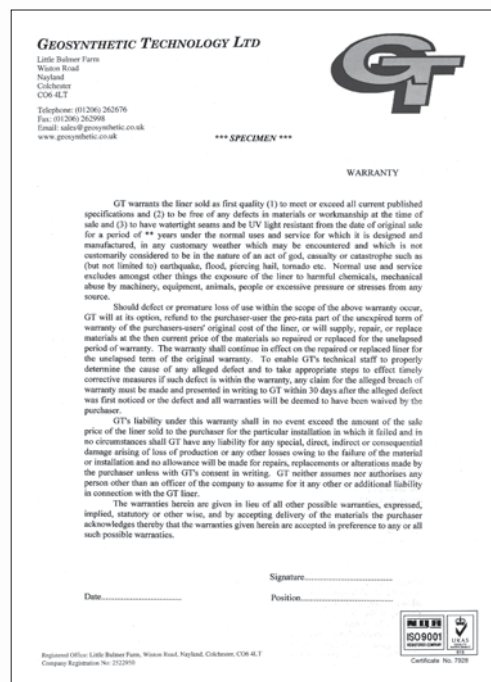 GEOSYNTHETIC TECHNOLOGY LTD
Little Bulmer Farm
Wiston Road
Nayland
Colchester
CO6 4LT
Telephone: (01206) 262676
Fax: (01206) 262998
Email: sales@geosynthetic.co.uk
www.geosynthetic.co.uk
GT
*** SPECIMEN ***
WARRANTY
GT warrants the liner sold as first quality (1) to meet or exceed all current published
specifications and (2) to be free of any defects in materials or workmanship at the time of
sale and (3) to have watertight seams and be UV light resistant from the date of original sale
for a period of ** years under the normal uses and service for which it is designed and
manufactured, in any customary weather which may be encountered and which is not
customarily considered to be in the nature of an act of god, casualty or catastrophe such as
(but not limited to) earthquake, flood, piercing hail, tornado etc. Normal use and service
excludes amongst other things the exposure of the liner to harmful chemicals, mechanical
abuse by machinery, equipment, animals, people or excessive pressure or stresses from any
source.
Should defect or premature loss of use within the scope of the above warranty occur,
GT will at its option, refund to the purchaser-user the pro-rata part of the unexpired term of
warranty of the purchasers-users' original cost of the liner, or will supply, repair, or replace
materials at the then current price of the materials so repaired or replaced for the unelapsed
period of warranty. The warranty shall continue in effect on the repaired or replaced liner for
the unelapsed term of the original warranty. To enable GT's technical staff to properly
determine the cause of any alleged defect and to take appropriate steps to effect timely
corrective measures if such defect is within the warranty, any claim for the alleged breach of
warranty must be made and presented in writing to GT within 30 days after the alleged defect
was first noticed or the defect and all warranties will be deemed to have been waived by the
purchaser.
GT's liability under this warranty shall in no event exceed the amount of the sale
price of the liner sold to the purchaser for the particular installation in which it failed and in
no circumstances shall GT have any liability for any special, direct, indirect or consequential
damage arising of loss of production or any other losses owing to the failure of the material
or installation and no allowance will be made for repairs, replacements or alterations made by
the purchaser unless with GT's consent in writing. GT neither assumes nor authorises any
person other than an officer of the company to assume for it any other or additional liability
in connection with the GT liner.
The warranties herein are given in lieu of all other possible warranties, expressed,
implied, statutory or other wise, and by accepting delivery of the materials the purchaser
acknowledges thereby that the warranties given herein are accepted in preference to any or all
such possible warranties.
Signature.............................
Date..........................
Position.............................
NQA
ISO9001
REGISTERED COMPANY
UKAS
Certificate No. 7928
Registered Office: Little Bulmer Farm, Wiston Road, Nayland, Colchester, CO6 4LT
Company Registration No: 2522950